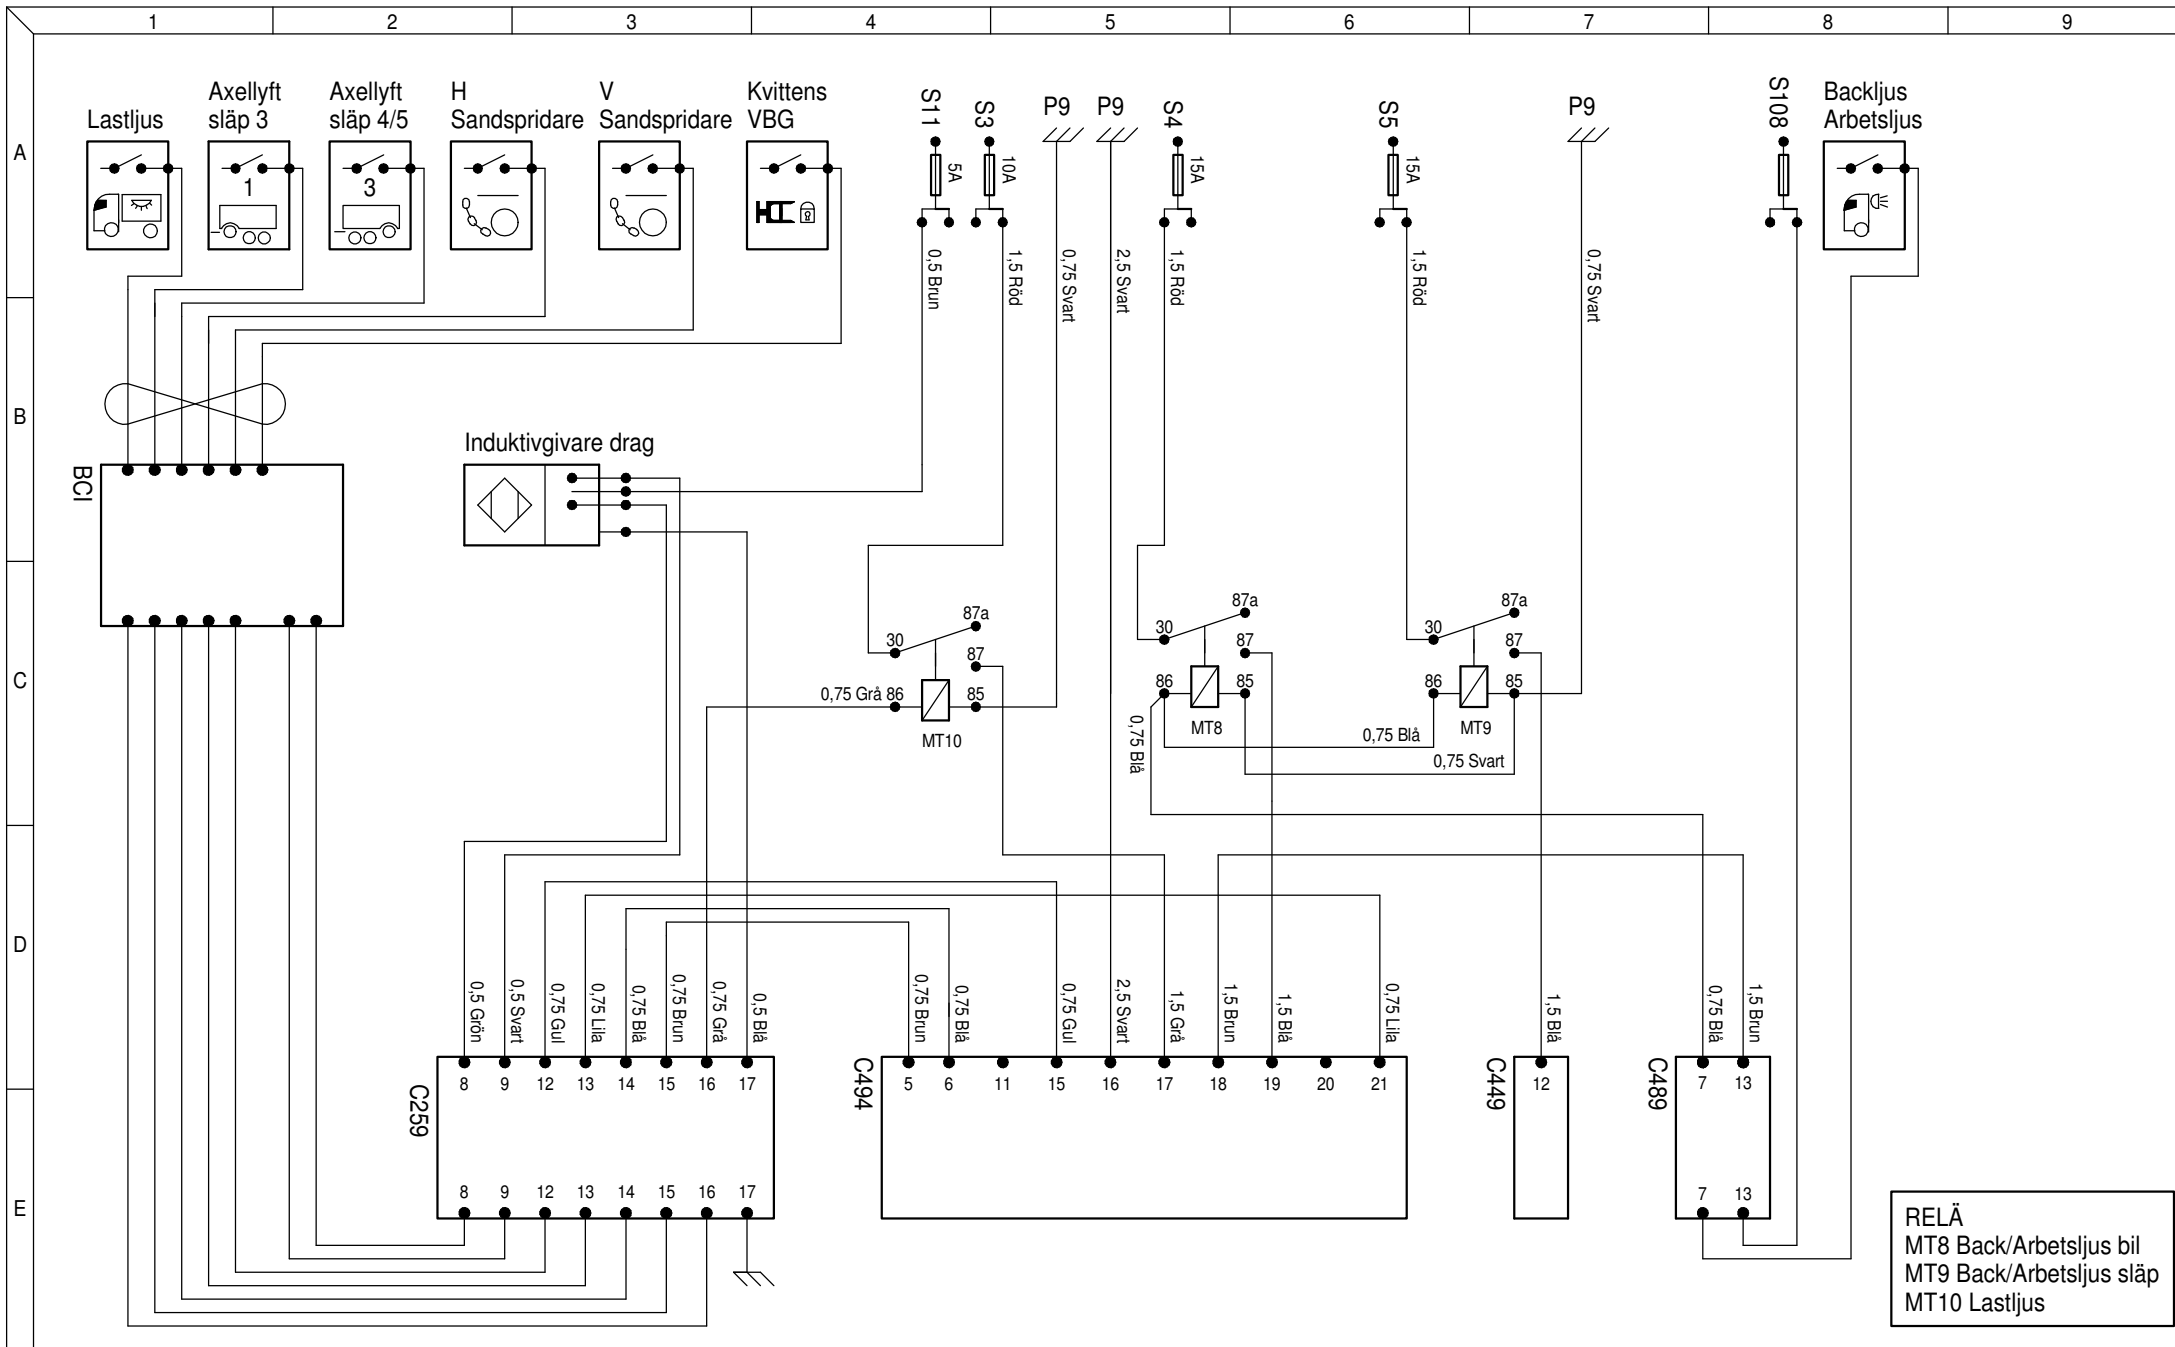 1 2 3 4 5 6 7 8 9
A
B
C
D
E
Lastljus
Axellyft
släp 3
1
Axellyft
släp 4/5
3
H
Sandspridare
V
Sandspridare
Kvittens
VBG
S11
5A
S3
10A
P9
P9
S4
15A
S5
15A
P9
S108
Backljus
Arbetsljus
0,5 Brun
1,5 Röd
0,75 Svart
2,5 Svart
1,5 Röd
1,5 Röd
0,75 Svart
BCI
Induktivgivare drag
30
87a
87
0,75 Grå 86
85
MT10
30
87a
87
86
85
MT8
0,75 Blå
30
87a
87
86
85
MT9
0,75 Blå
0,75 Svart
0,5 Grön
0,5 Svart
0,75 Gul
0,75 Lila
0,75 Blå
0,75 Brun
0,75 Grå
0,5 Blå
0,75 Brun
0,75 Blå
0,75 Gul
2,5 Svart
1,5 Grå
1,5 Brun
1,5 Blå
0,75 Lila
1,5 Blå
0,75 Blå
1,5 Brun
C259
8 9 12 13 14 15 16 17
8 9 12 13 14 15 16 17
C494
5 6 11 15 16 17 18 19 20 21
C449
12
C489
7 13
7 13
RELÄ
MT8 Back/Arbetsljus bil
MT9 Back/Arbetsljus släp
MT10 Lastljus